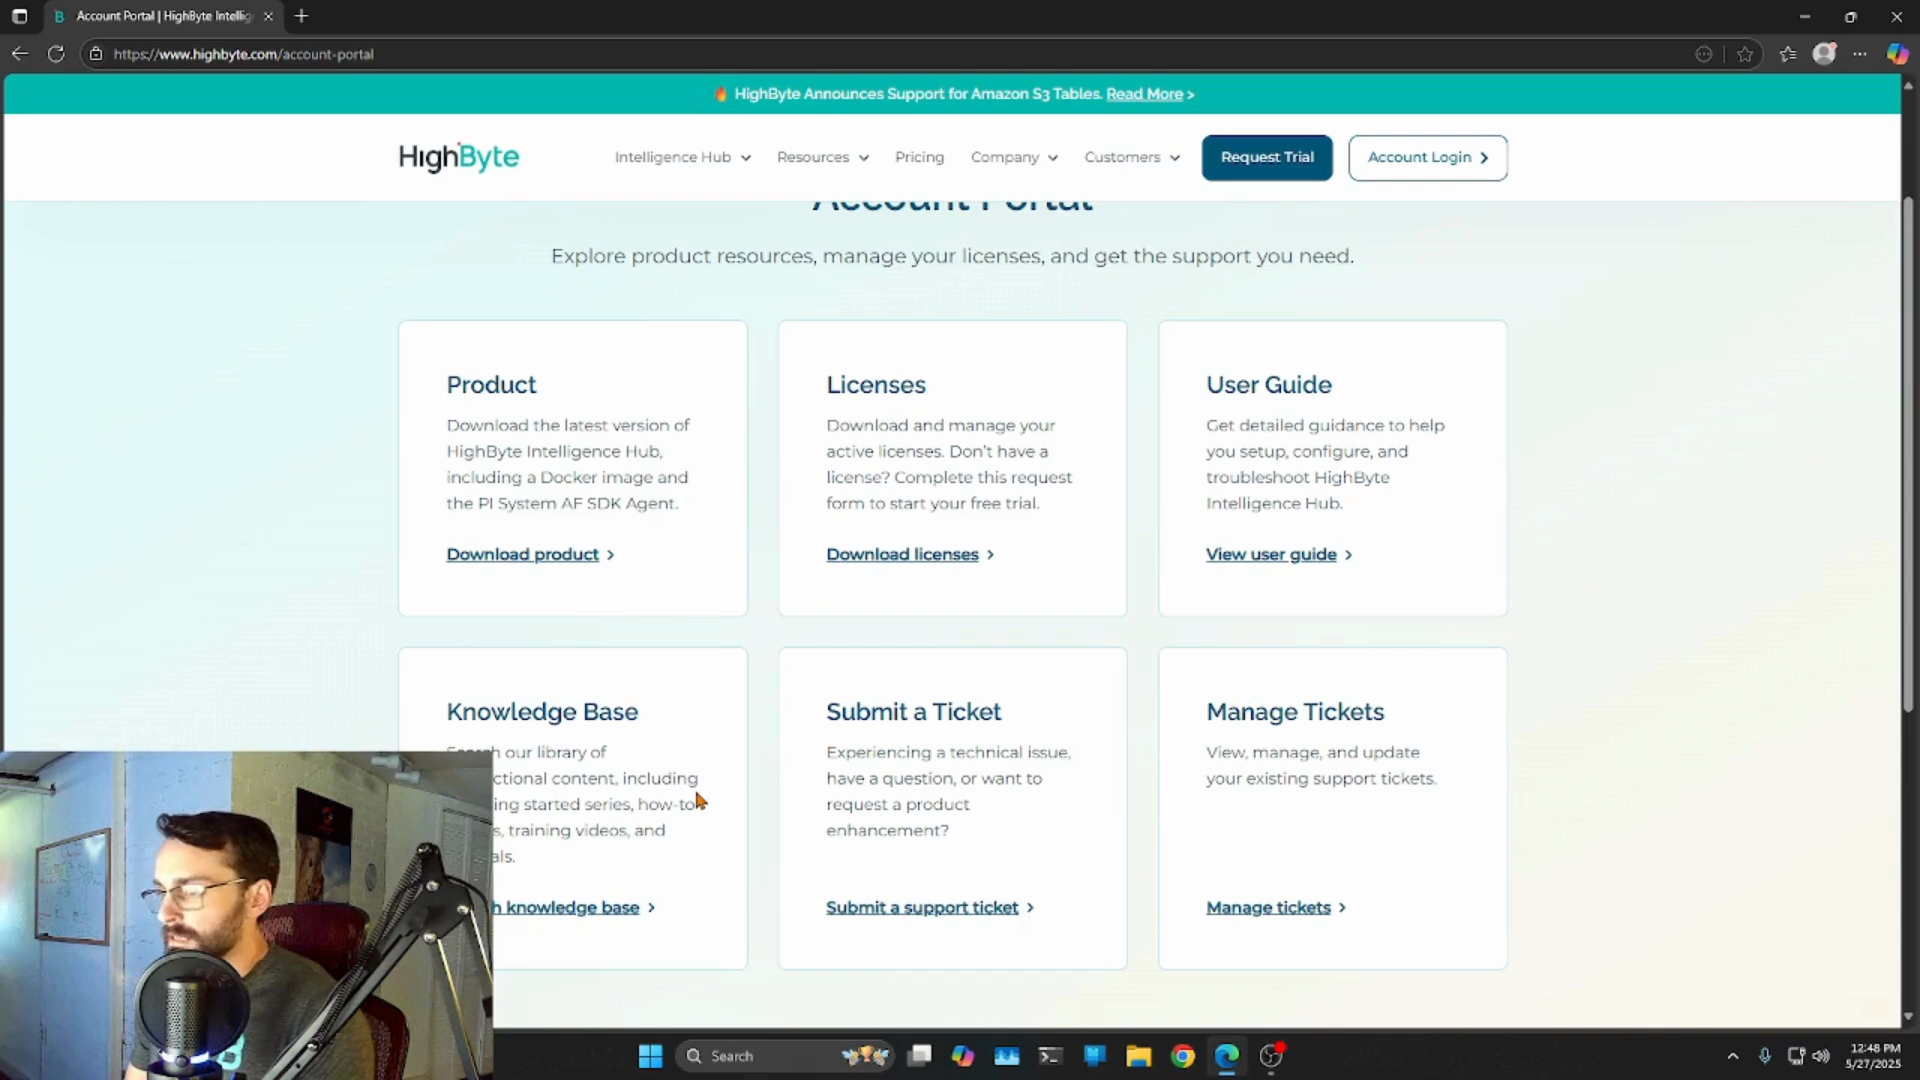 Account Portal | HighByte Intellig
https://www.highbyte.com/account-portal
🔥 HighByte Announces Support for Amazon S3 Tables. Read More >
HighByte
Intelligence Hub
Resources
Pricing
Company
Customers
Request Trial
Account Login
Account Portal
Explore product resources, manage your licenses, and get the support you need.
Product
Download the latest version of
HighByte Intelligence Hub,
including a Docker image and
the PI System AF SDK Agent.
Download product >
Licenses
Download and manage your
active licenses. Don't have a
license? Complete this request
form to start your free trial.
Download licenses >
User Guide
Get detailed guidance to help
you setup, configure, and
troubleshoot HighByte
Intelligence Hub.
View user guide >
Knowledge Base
our library of
including
started series, how-to
training videos, and
knowledge base >
Submit a Ticket
Experiencing a technical issue,
have a question, or want to
request a product
enhancement?
Submit a support ticket >
Manage Tickets
View, manage, and update
your existing support tickets.
Manage tickets >
Search
12:48 PM
5/27/2025